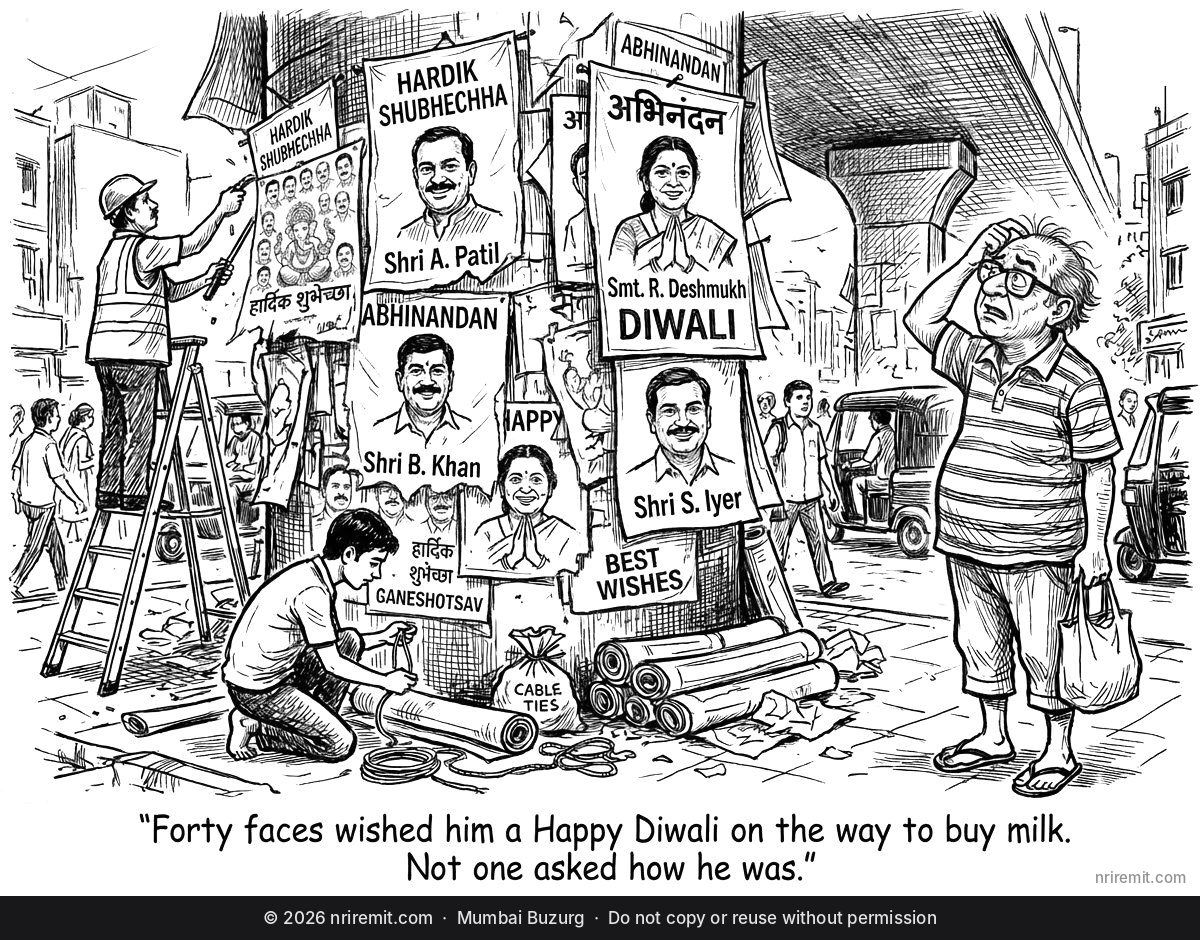 ABHINANDAN
HARDIK
SHUBHECHHA
Shri A. Patil
HARDIK
SHUBHECHHA
हार्दिक शुभेच्छा
अ
अभिनंदन
Smt. R. Deshmukh
DIWALI
ABHINANDAN
Shri B. Khan
HAPPY
Shri S. Iyer
हार्दिक
शुभेच्छा
GANESHOTSAV
BEST
WISHES
CABLE
TIES
“Forty faces wished him a Happy Diwali on the way to buy milk.
Not one asked how he was.”
nriremit.com
© 2026 nriremit.com · Mumbai Buzurg · Do not copy or reuse without permission